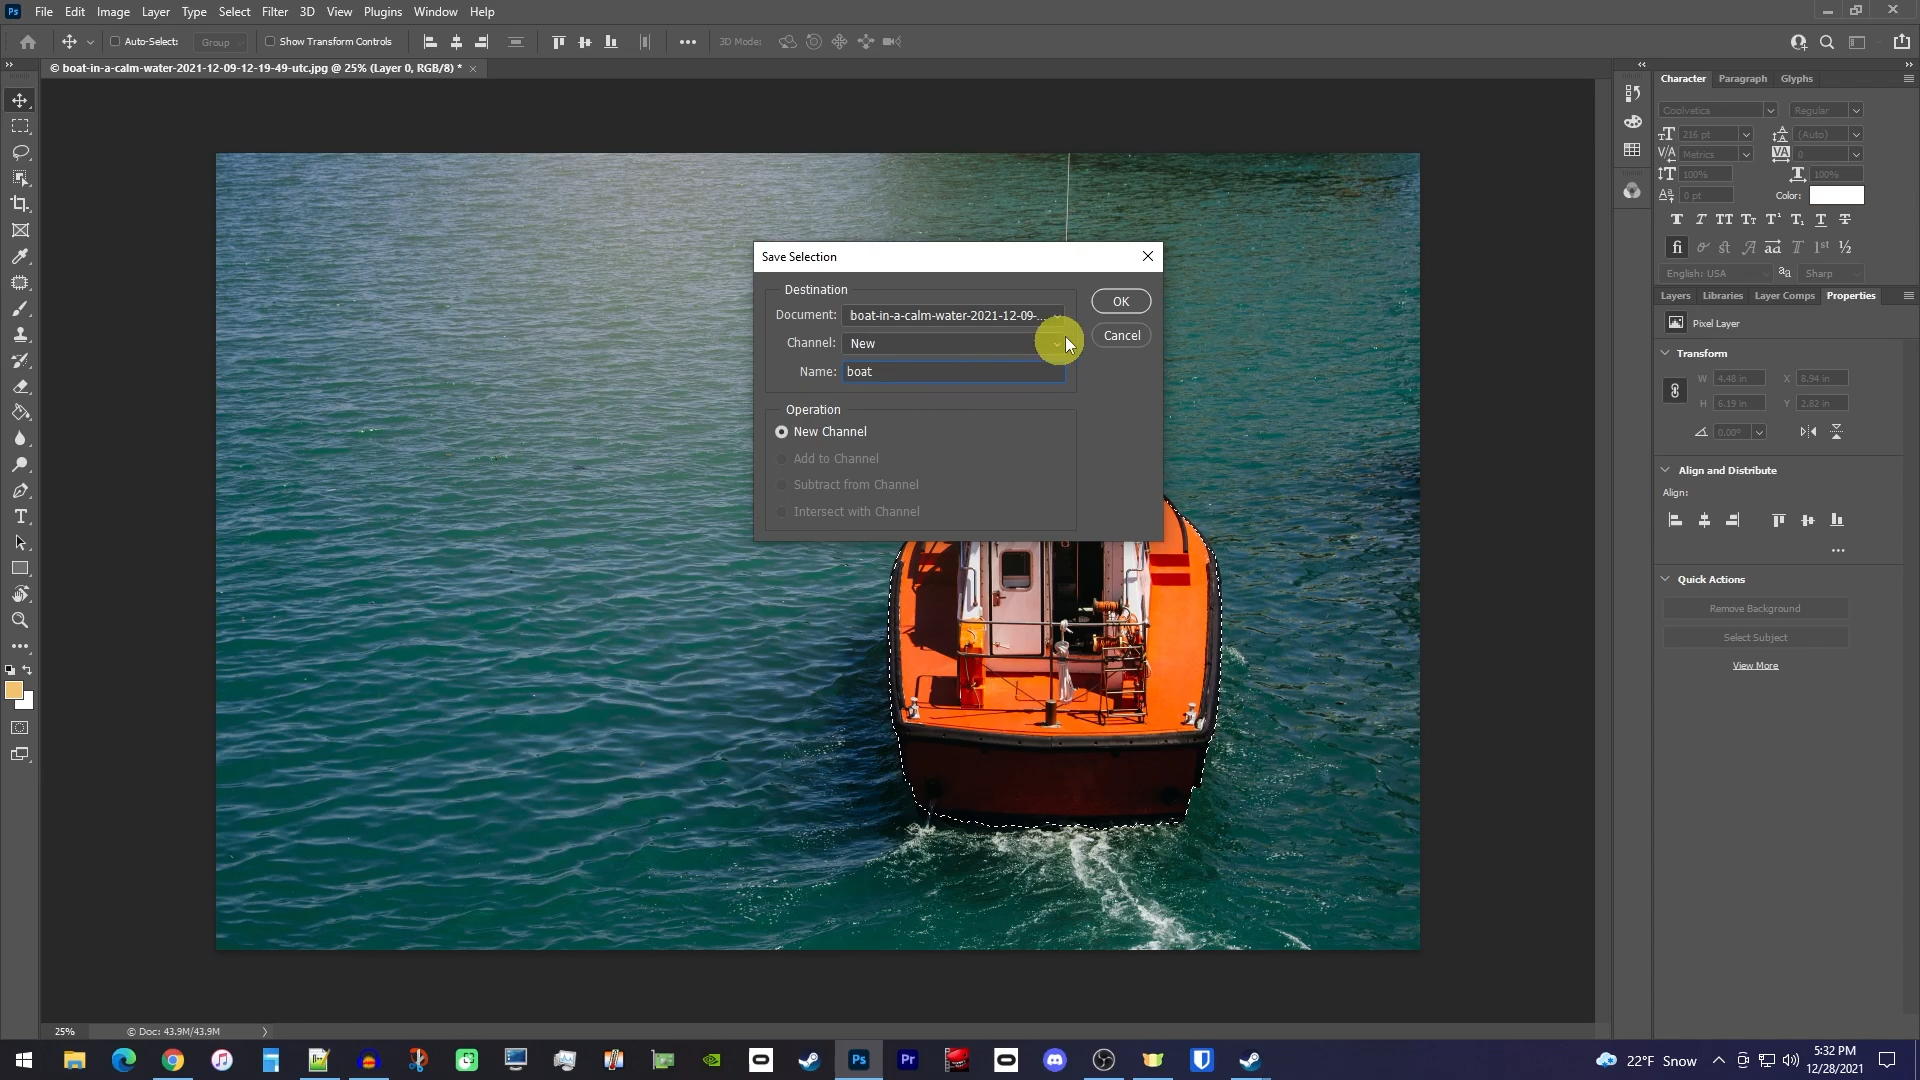 Ps File Edit Image Layer Type Select Filter 3D View Plugins Window Help
Auto-Select: Group Show Transform Controls 3D Mode:
© boat-in-a-calm-water-2021-12-09-12-19-49-utc.jpg @ 25% (Layer 0, RGB/8) *
Character Paragraph Glyphs
Coolvetica Regular
216 pt (Auto)
Metrics 0
100% 100%
0 pt Color:
English: USA Sharp
Layers Libraries Layer Comps Properties
Pixel Layer
Transform
W 4.48 in X 8.94 in
H 6.19 in Y 2.82 in
0.00°
Align and Distribute
Align:
Quick Actions
Remove Background
Select Subject
View More
Save Selection
Destination
Document: boat-in-a-calm-water-2021-12-09-...
Channel: New
Name: boat
OK
Cancel
Operation
New Channel
Add to Channel
Subtract from Channel
Intersect with Channel
25% © Doc: 43.9M/43.9M
Ps Pr 22°F Snow 5:32 PM
12/28/2021